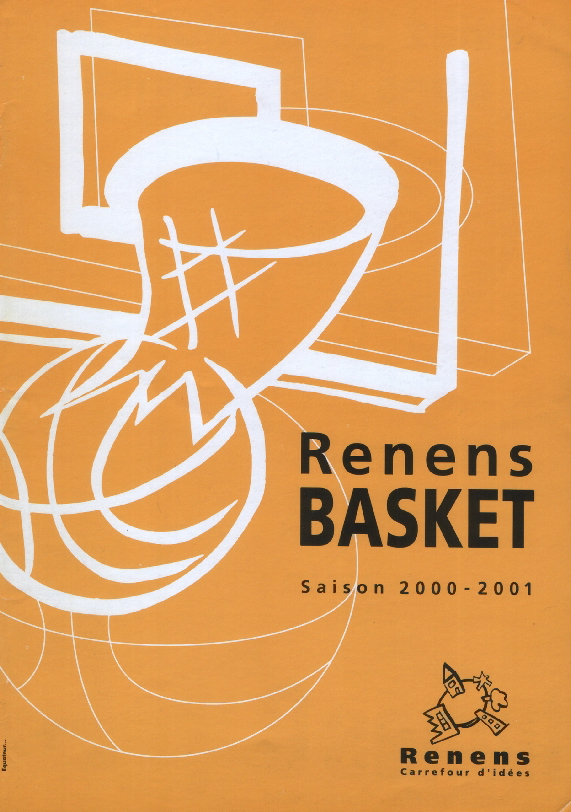 Renens
BASKET
Saison 2000-2001
Renens
Carrefour d'idées